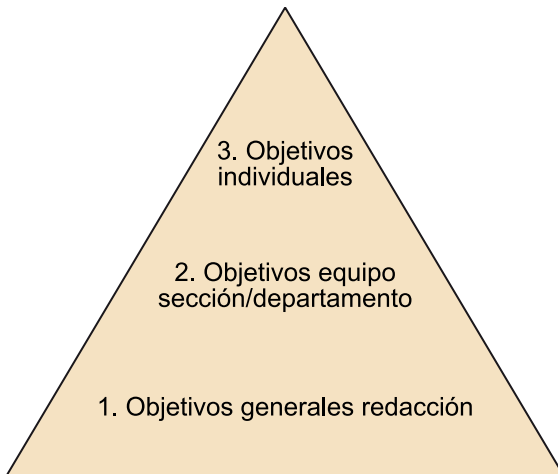 3. Objetivos
individuales
2. Objetivos equipo
sección/departamento
1. Objetivos generales redacción